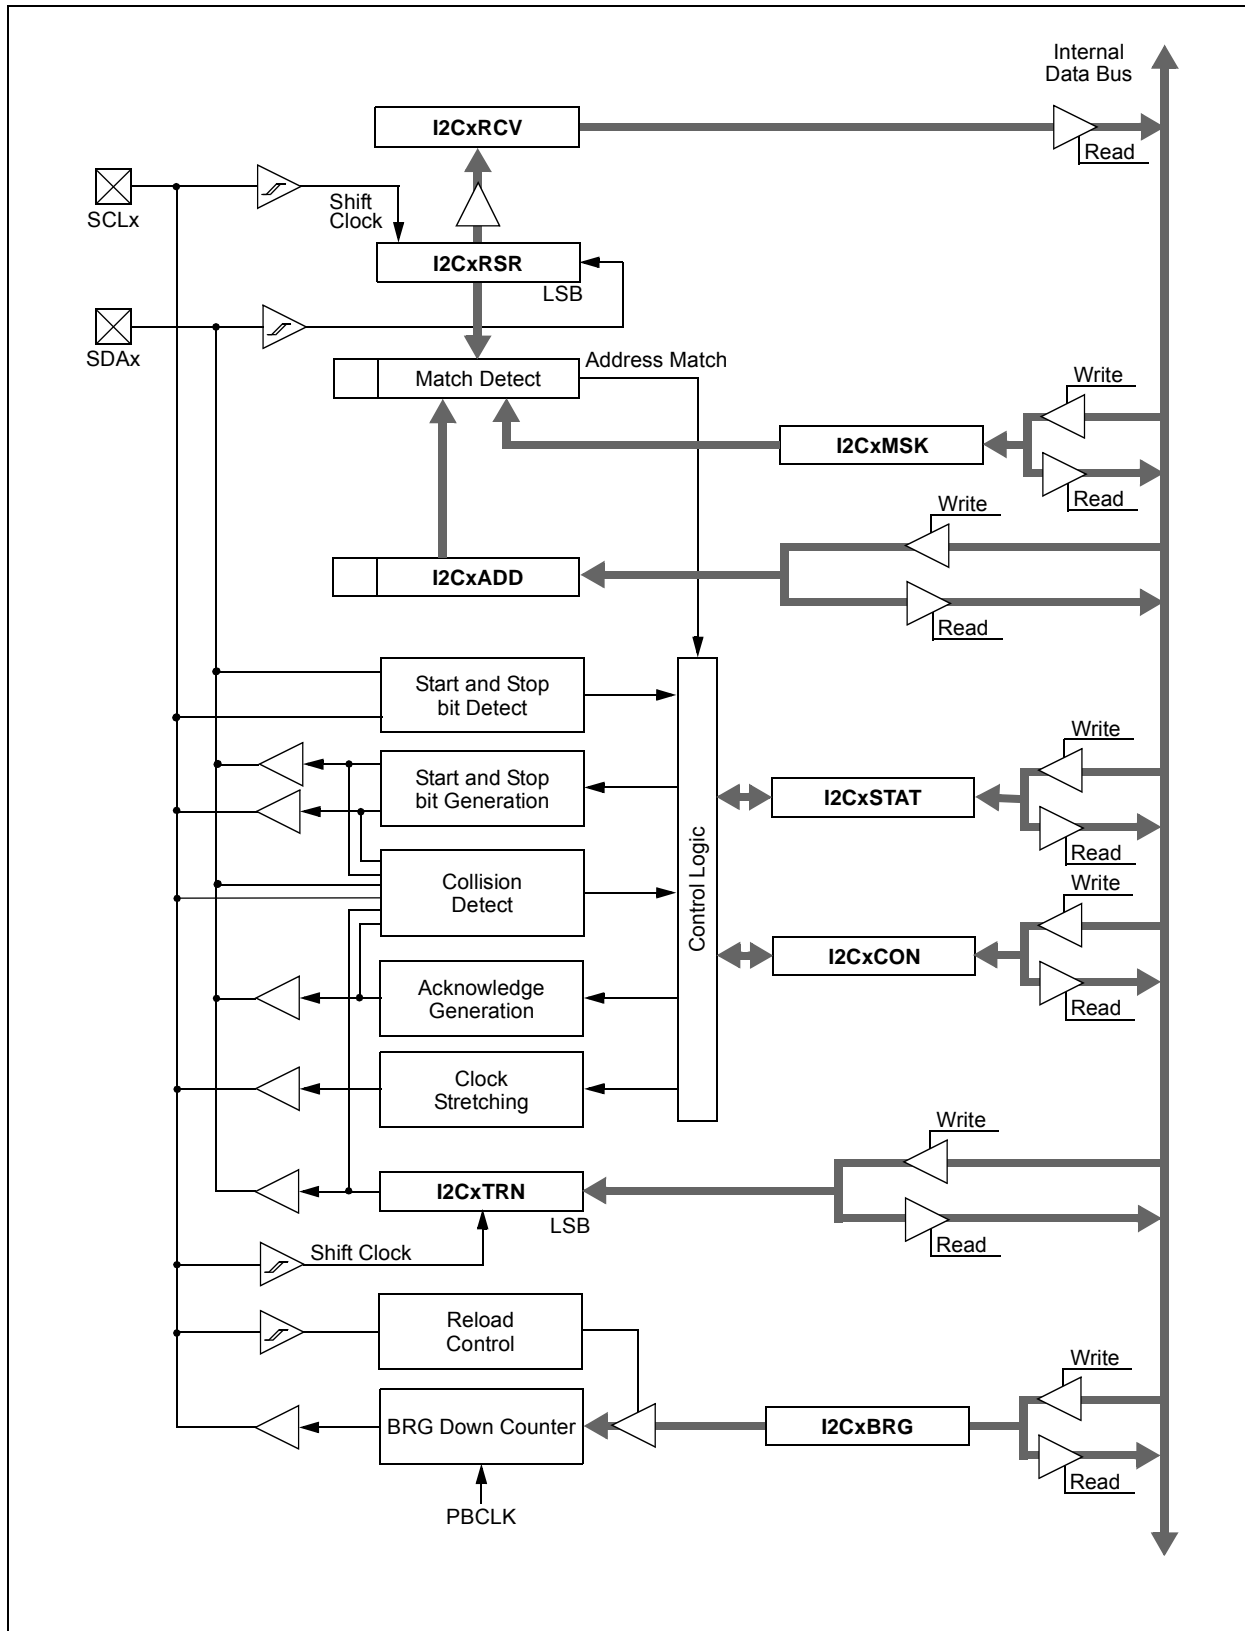 Internal
Data Bus
I2CxRCV
Read
SCLx
Shift
Clock
I2CxRSR
LSB
SDAx
Address Match
Match Detect
Write
I2CxMSK
Read
Write
I2CxADD
Read
Start and Stop
bit Detect
Write
Start and Stop
bit Generation
I2CxSTAT
Read
Control Logic
Collision
Detect
Write
I2CxCON
Read
Acknowledge
Generation
Clock
Stretching
Write
I2CxTRN
LSB
Read
Shift Clock
Reload
Control
Write
BRG Down Counter
I2CxBRG
Read
PBCLK